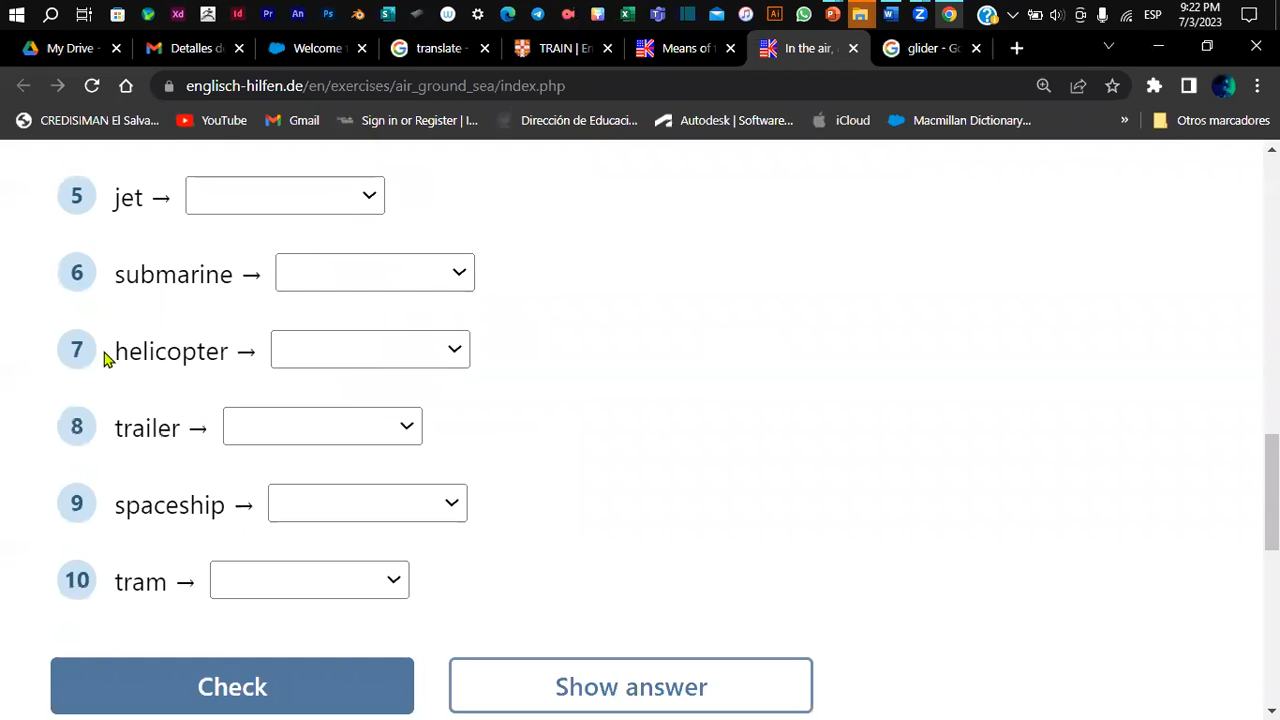 9:22 PM
ESP
7/3/2023
My Drive -
Detalles d
Welcome
translate -
TRAIN | E
Means of
In the air,
glider - G
englisch-hilfen.de/en/exercises/air_ground_sea/index.php
CREDISIMAN El Salva...
YouTube
Gmail
Sign in or Register | I...
Dirección de Educaci...
Autodesk | Software...
iCloud
Macmillan Dictionary...
»
Otros marcadores
5 jet →
6 submarine →
7 helicopter →
8 trailer →
9 spaceship →
10 tram →
Check
Show answer